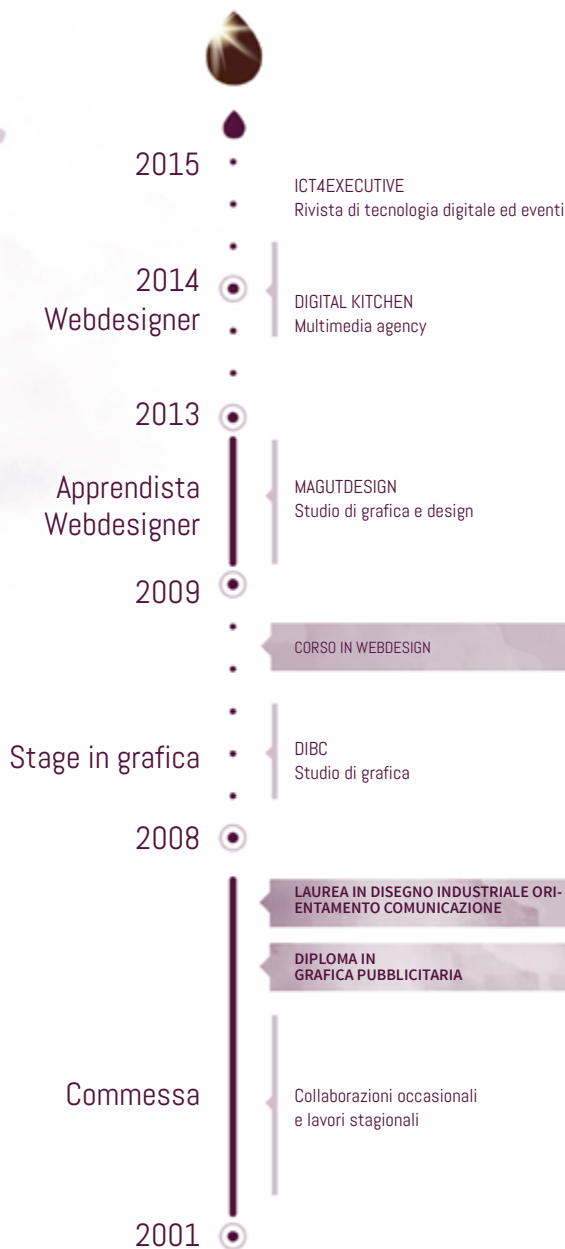 2015
ICT4EXECUTIVE
Rivista di tecnologia digitale ed eventi
2014
Webdesigner
DIGITAL KITCHEN
Multimedia agency
2013
Apprendista
Webdesigner
MAGUTDESIGN
Studio di grafica e design
2009
CORSO IN WEBDESIGN
Stage in grafica
DIBC
Studio di grafica
2008
LAUREA IN DISEGNO INDUSTRIALE ORI-
ENTAMENTO COMUNICAZIONE
DIPLOMA IN
GRAFICA PUBBLICITARIA
Commessa
Collaborazioni occasionali
e lavori stagionali
2001